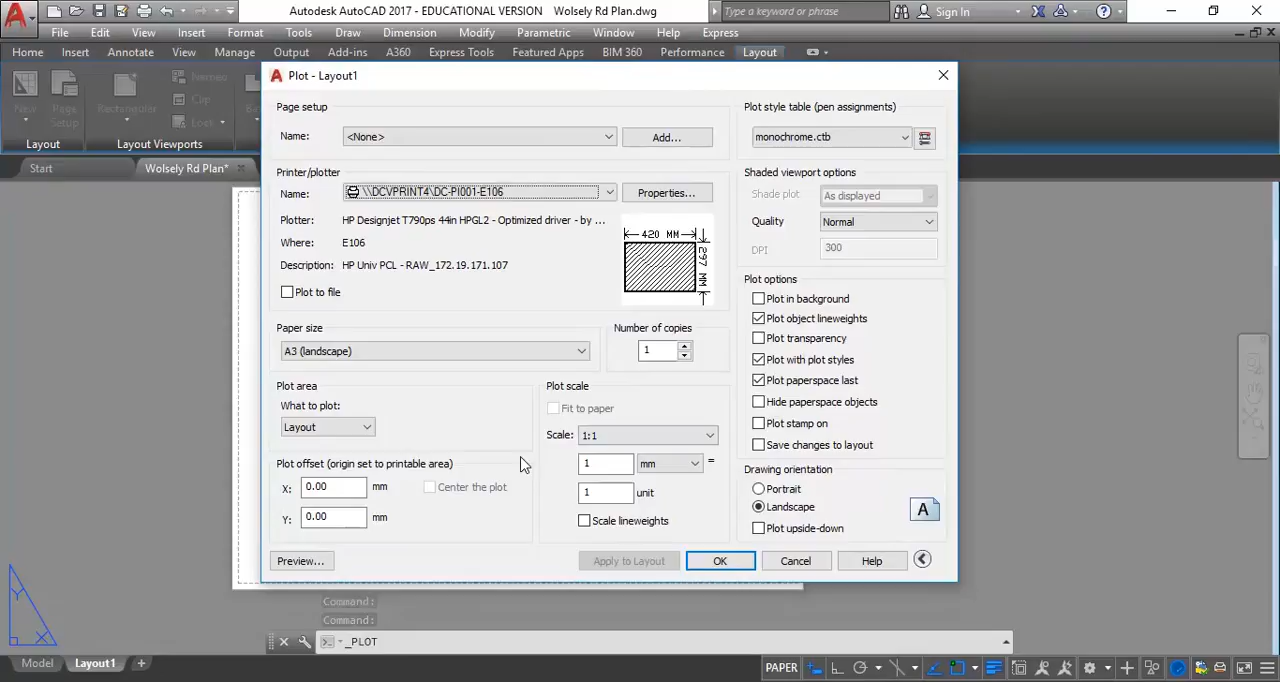 Autodesk AutoCAD 2017 - EDUCATIONAL VERSION Wolsely Rd Plan.dwg
Type a keyword or phrase
Sign In
File Edit View Insert Format Tools Draw Dimension Modify Parametric Window Help Express
Home Insert Annotate View Manage Output Add-ins A360 Express Tools Featured Apps BIM 360 Performance Layout
New
Page
Setup
Rectangular
Named
Clip
Lock
Layout
Layout Viewports
Start
Wolsely Rd Plan*
Plot - Layout1
Page setup
Name:
<None>
Add...
Printer/plotter
Name:
\\DCVPRINT4\DC-PI001-E106
Properties...
Plotter:
HP Designjet T790ps 44in HPGL2 - Optimized driver - by ...
Where:
E106
Description:
HP Univ PCL - RAW_172.19.171.107
Plot to file
420 MM
297 MM
Paper size
A3 (landscape)
Number of copies
1
Plot area
What to plot:
Layout
Plot scale
Fit to paper
Scale:
1:1
1
mm
=
1
unit
Scale lineweights
Plot offset (origin set to printable area)
X:
0.00
mm
Center the plot
Y:
0.00
mm
Plot style table (pen assignments)
monochrome.ctb
Shaded viewport options
Shade plot
As displayed
Quality
Normal
DPI
300
Plot options
Plot in background
Plot object lineweights
Plot transparency
Plot with plot styles
Plot paperspace last
Hide paperspace objects
Plot stamp on
Save changes to layout
Drawing orientation
Portrait
Landscape
Plot upside-down
A
Preview...
Apply to Layout
OK
Cancel
Help
Command:
Command:
_PLOT
Y
X
Model
Layout1
PAPER